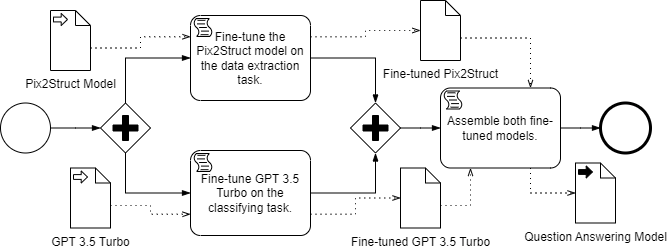 Fine-tune the
Pix2Struct model on
the data extraction
task.
Pix2Struct Model
Fine-tuned Pix2Struct
Assemble both fine-
tuned models.
Fine-tune GPT 3.5
Turbo on the
classifying task.
GPT 3.5 Turbo
Fine-tuned GPT 3.5 Turbo
Question Answering Model